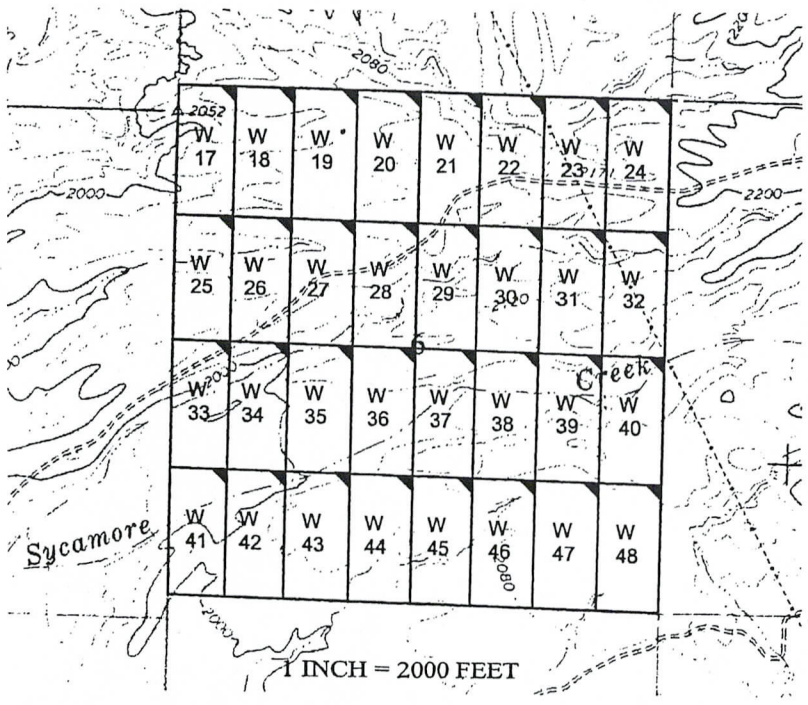 2080
2052
W 17
W 18
W 19
W 20
W 21
W 22
W 23
W 24
2000
2200
W 25
W 26
W 27
W 28
W 29
W 30
W 31
W 32
6
Creek
2000
W 33
W 34
W 35
W 36
W 37
W 38
W 39
W 40
Sycamore
W 41
W 42
W 43
W 44
W 45
W 46
W 47
W 48
2080
2000
1 INCH = 2000 FEET